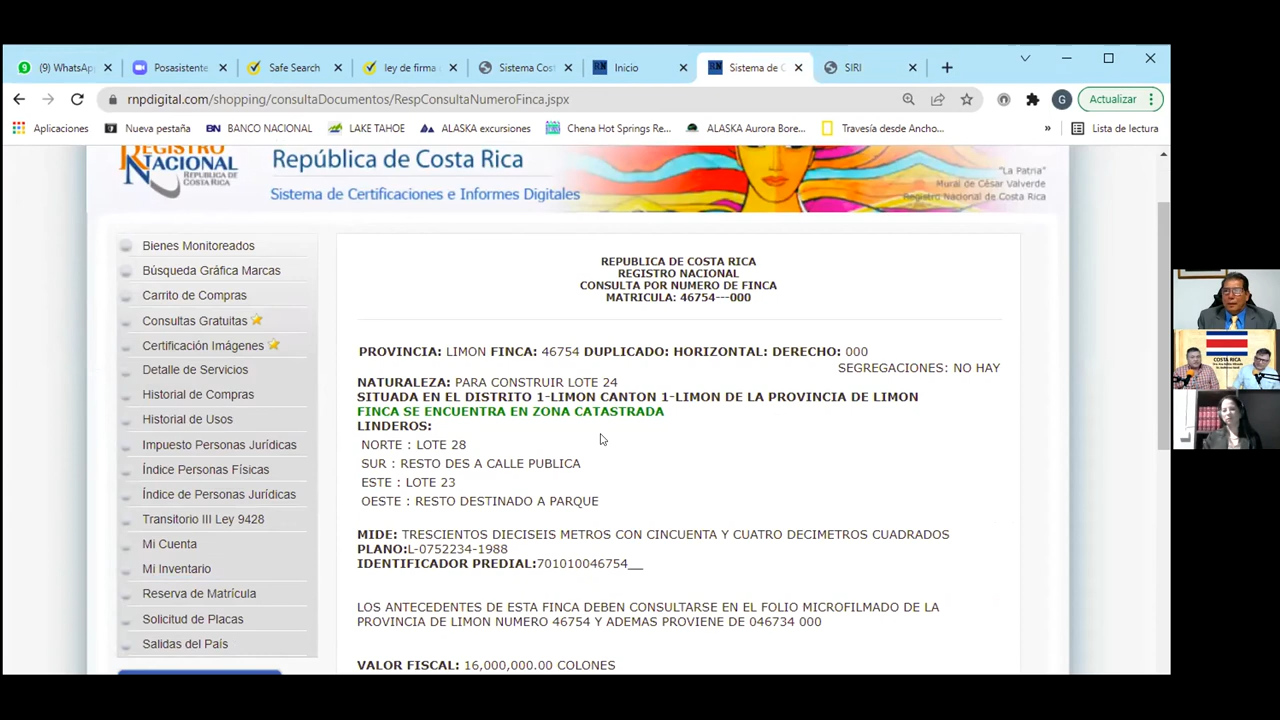 (9) WhatsApp
Posasistente
Safe Search
ley de firma
Sistema Cost
Inicio
Sistema de C
SIRI
rnpdigital.com/shopping/consultaDocumentos/RespConsultaNumeroFinca.jspx
G
Actualizar
Aplicaciones
Nueva pestaña
BN BANCO NACIONAL
LAKE TAHOE
ALASKA excursiones
Chena Hot Springs Re...
ALASKA Aurora Bore...
Travesía desde Ancho...
»
Lista de lectura
REGISTRO
NACIONAL
REPUBLICA DE
COSTA RICA
República de Costa Rica
Sistema de Certificaciones e Informes Digitales
"La Patria"
Mural de César Valverde
Registro Nacional de Costa Rica
Bienes Monitoreados
Búsqueda Gráfica Marcas
Carrito de Compras
Consultas Gratuitas
Certificación Imágenes
Detalle de Servicios
Historial de Compras
Historial de Usos
Impuesto Personas Jurídicas
Índice Personas Físicas
Índice de Personas Jurídicas
Transitorio III Ley 9428
Mi Cuenta
Mi Inventario
Reserva de Matrícula
Solicitud de Placas
Salidas del País
REPUBLICA DE COSTA RICA
REGISTRO NACIONAL
CONSULTA POR NUMERO DE FINCA
MATRICULA: 46754---000
PROVINCIA: LIMON FINCA: 46754 DUPLICADO: HORIZONTAL: DERECHO: 000
SEGREGACIONES: NO HAY
NATURALEZA: PARA CONSTRUIR LOTE 24
SITUADA EN EL DISTRITO 1-LIMON CANTON 1-LIMON DE LA PROVINCIA DE LIMON
FINCA SE ENCUENTRA EN ZONA CATASTRADA
LINDEROS:
NORTE : LOTE 28
SUR : RESTO DES A CALLE PUBLICA
ESTE : LOTE 23
OESTE : RESTO DESTINADO A PARQUE
MIDE: TRESCIENTOS DIECISEIS METROS CON CINCUENTA Y CUATRO DECIMETROS CUADRADOS
PLANO:L-0752234-1988
IDENTIFICADOR PREDIAL:701010046754__
LOS ANTECEDENTES DE ESTA FINCA DEBEN CONSULTARSE EN EL FOLIO MICROFILMADO DE LA
PROVINCIA DE LIMON NUMERO 46754 Y ADEMAS PROVIENE DE 046734 000
VALOR FISCAL: 16,000,000.00 COLONES
COSTA RICA